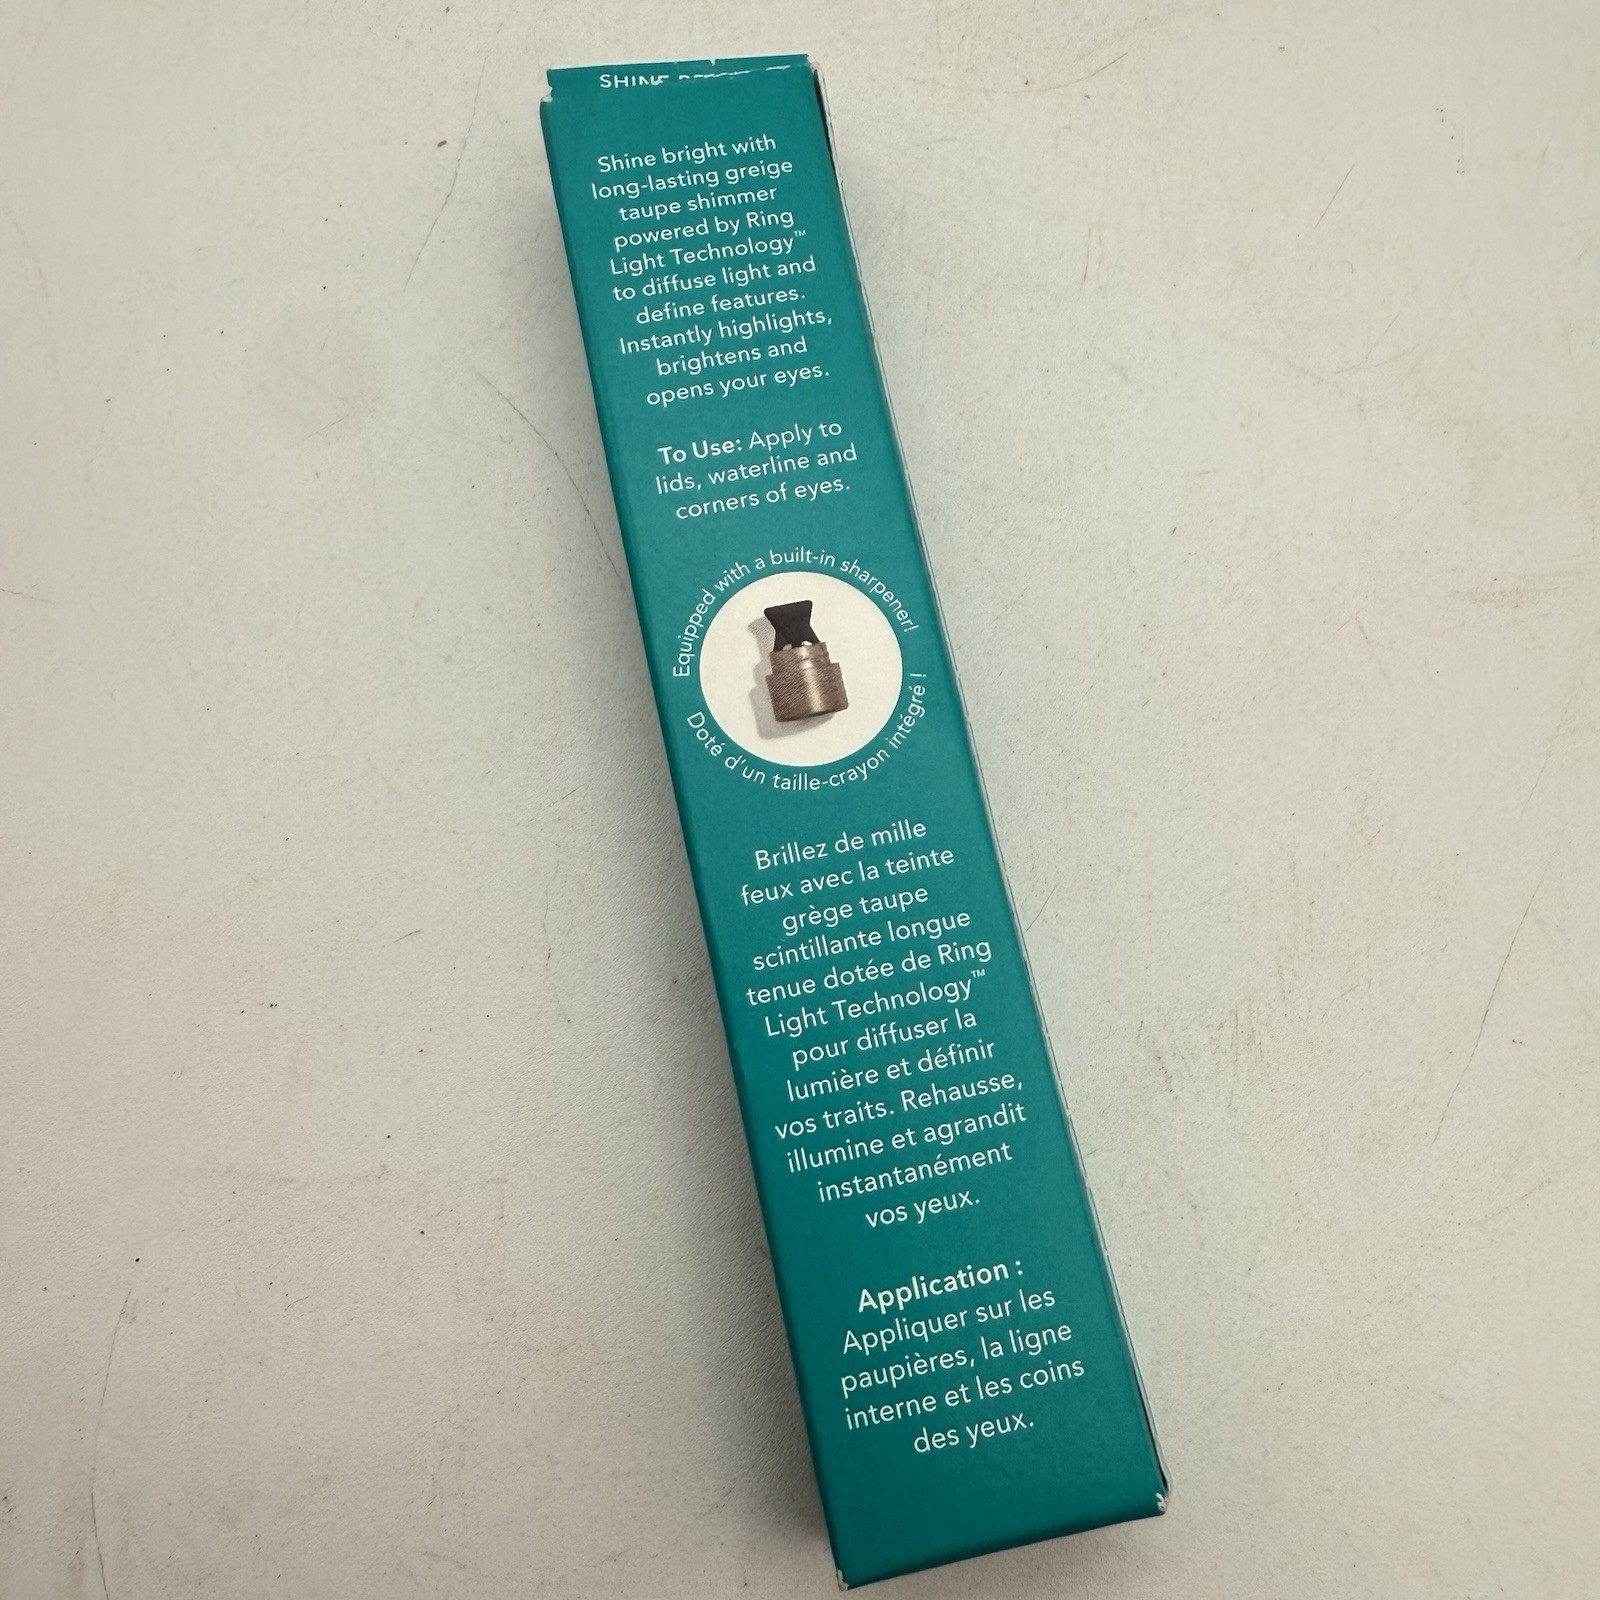 SHINE
Shine bright with
long-lasting greige
taupe shimmer
powered by Ring
Light Technology™
to diffuse light and
define features.
Instantly highlights,
brightens and
opens your eyes.
To Use: Apply to
lids, waterline and
corners of eyes.
Equipped with a built-in sharpener!
Doté d'un taille-crayon intégré !
Brillez de mille
feux avec la teinte
grège taupe
scintillante longue
tenue dotée de Ring
Light Technology™
pour diffuser la
lumière et définir
vos traits. Rehausse,
illumine et agrandit
instantanément
vos yeux.
Application :
Appliquer sur les
paupières, la ligne
interne et les coins
des yeux.